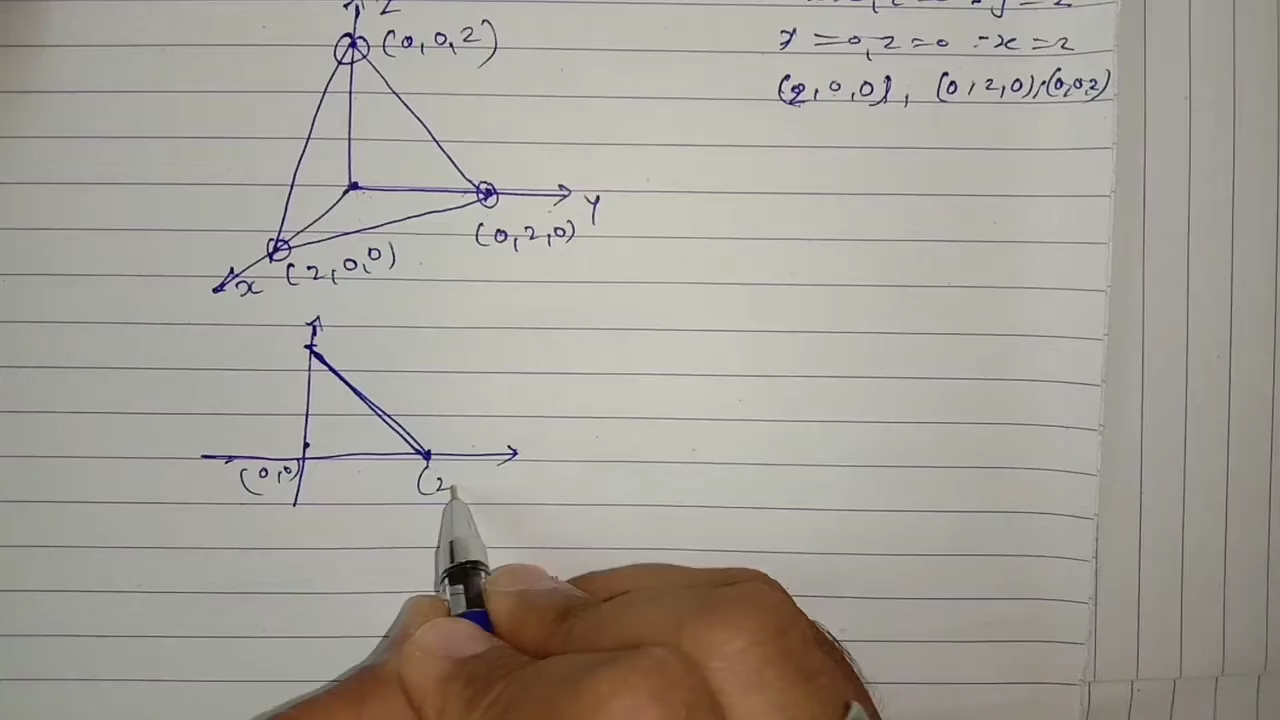 z
(0,0,2)
y
(0,2,0)
(2,0,0)
x
x=0,z=0 -x=2
(2,0,0), (0,2,0),(0,0,2)
(0,0)
(2